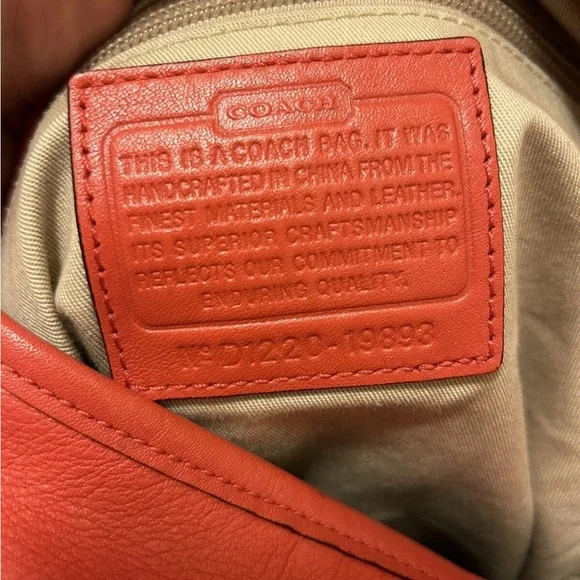 COACH
THIS IS A COACH BAG. IT WAS
HANDCRAFTED IN CHINA FROM THE
FINEST MATERIALS AND LEATHER.
ITS SUPERIOR CRAFTSMANSHIP
REFLECTS OUR COMMITMENT TO
ENDURING QUALITY.
Nº D1220-19893